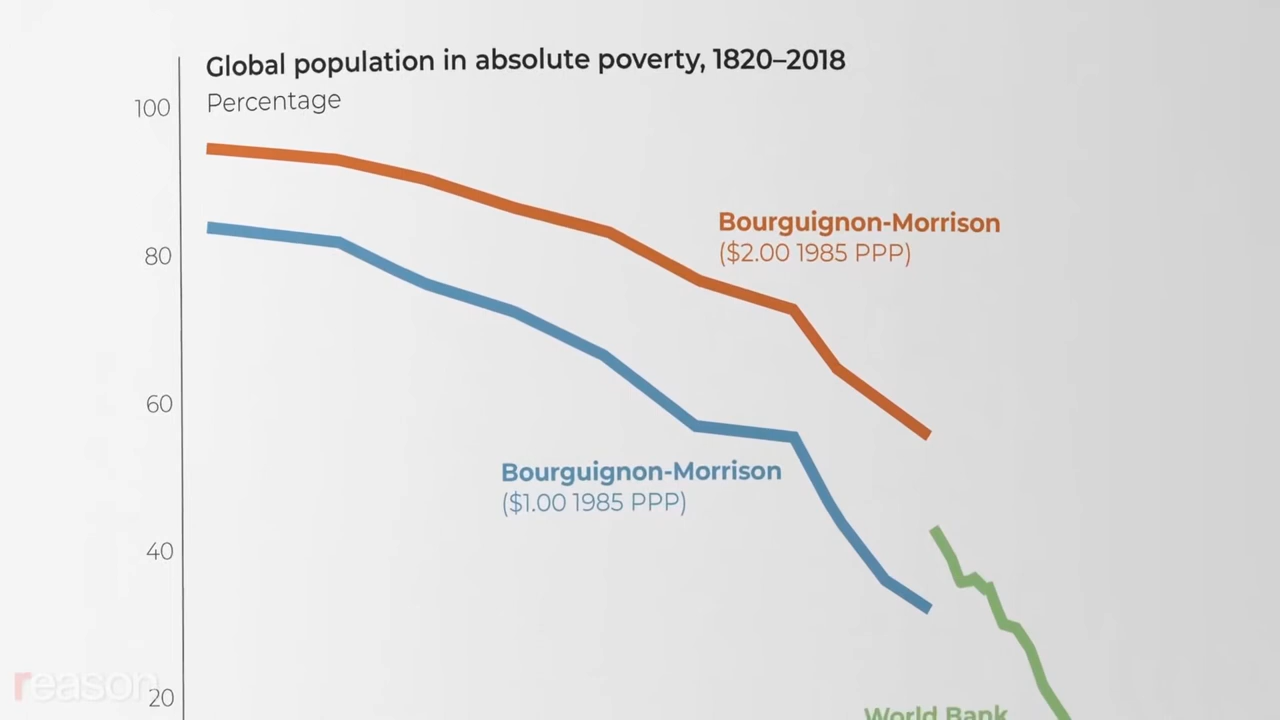 Global population in absolute poverty, 1820–2018
Percentage
100
80
60
40
20
Bourguignon-Morrison
($2.00 1985 PPP)
Bourguignon-Morrison
($1.00 1985 PPP)
World Bank
reason